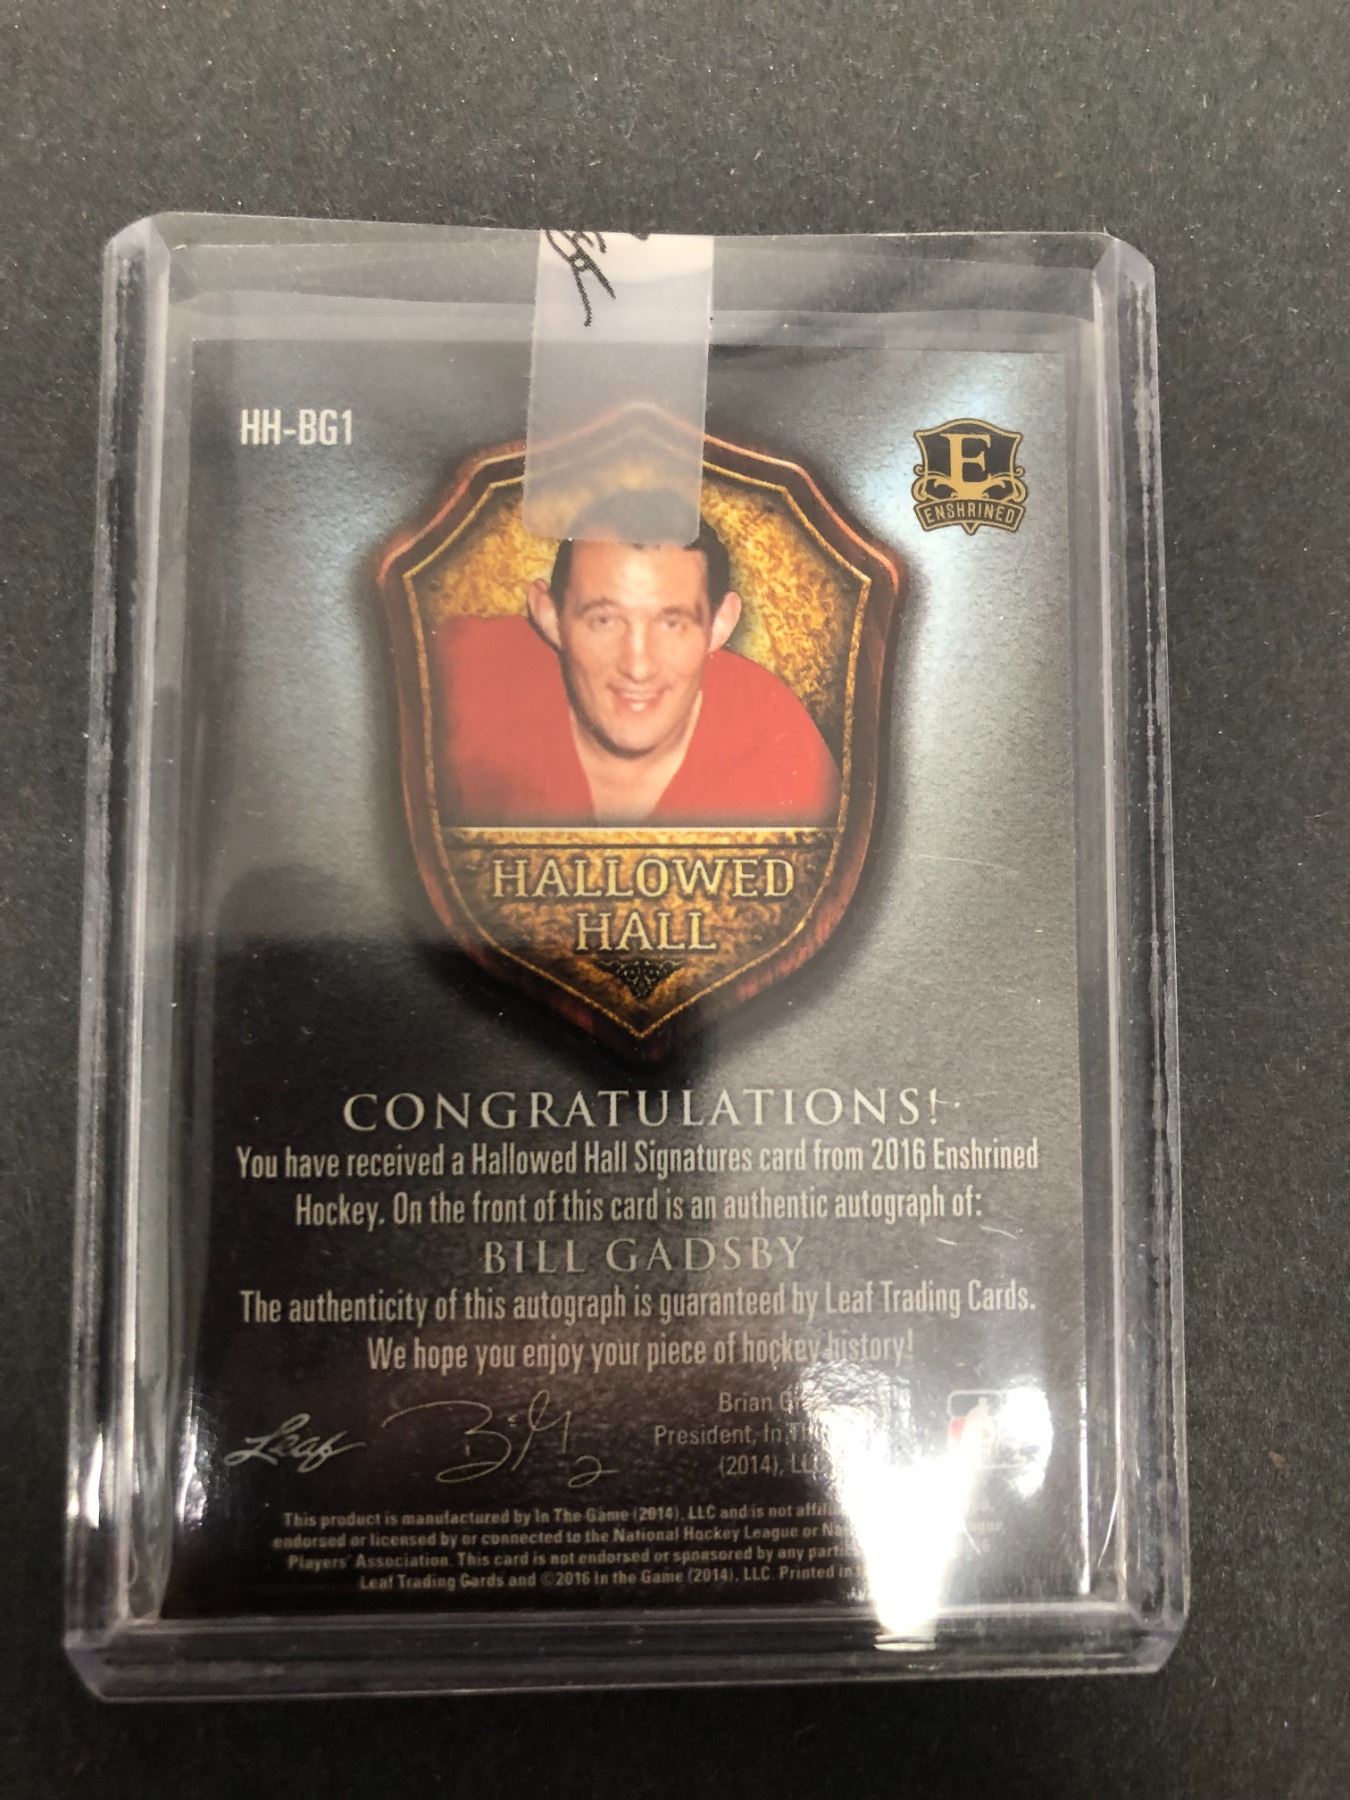 HH-BG1
E
ENSHRINED
HALLOWED
HALL
CONGRATULATIONS!
You have received a Hallowed Hall Signatures card from 2016 Enshrined
Hockey. On the front of this card is an authentic autograph of:
BILL GADSBY
The authenticity of this autograph is guaranteed by Leaf Trading Cards.
We hope you enjoy your piece of hockey history!
Leaf
Brian
President, In
(2014),
This product is manufactured by In The Game (2014), LLC and is not
endorsed or licensed by or connected to the National Hockey League or
Players' Association. This card is not endorsed or sponsored by any
Leaf Trading Cards and ©2016 In the Game (2014), LLC. Printed in